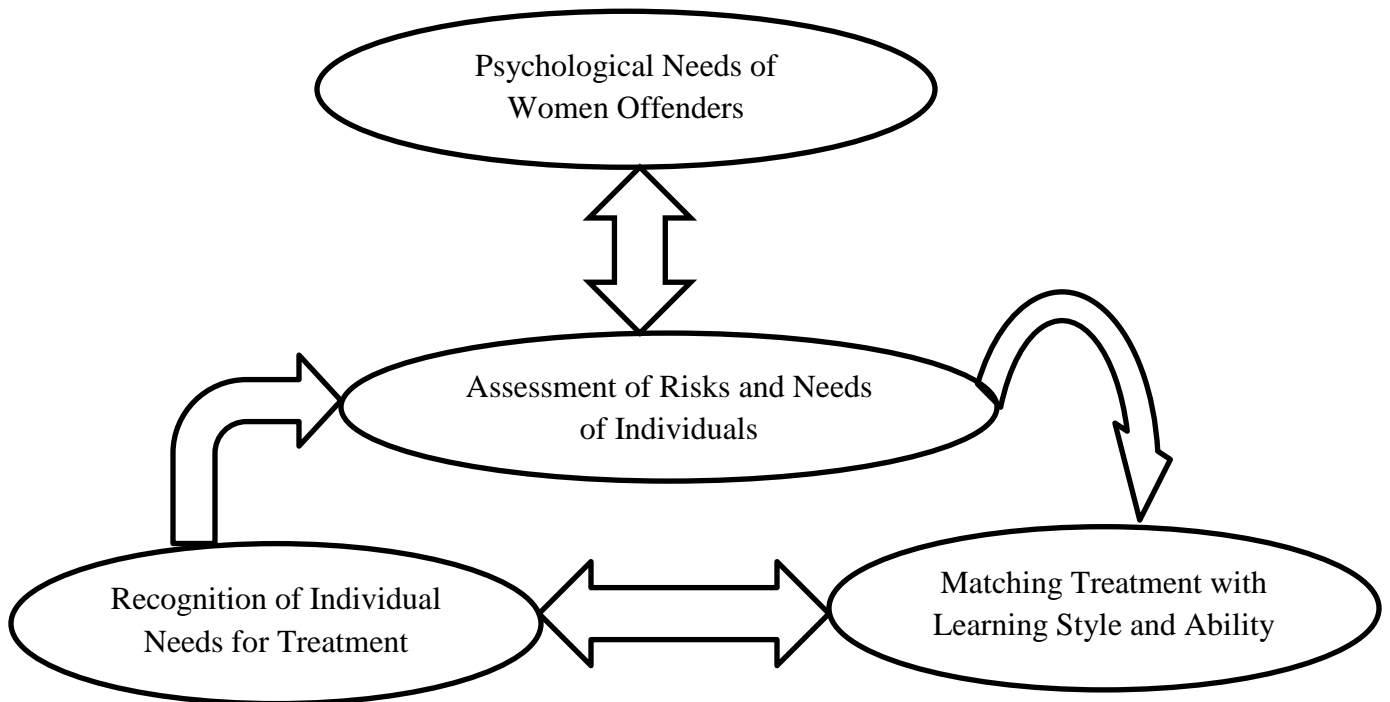 Psychological Needs of
Women Offenders
Assessment of Risks and Needs
of Individuals
Recognition of Individual
Needs for Treatment
Matching Treatment with
Learning Style and Ability